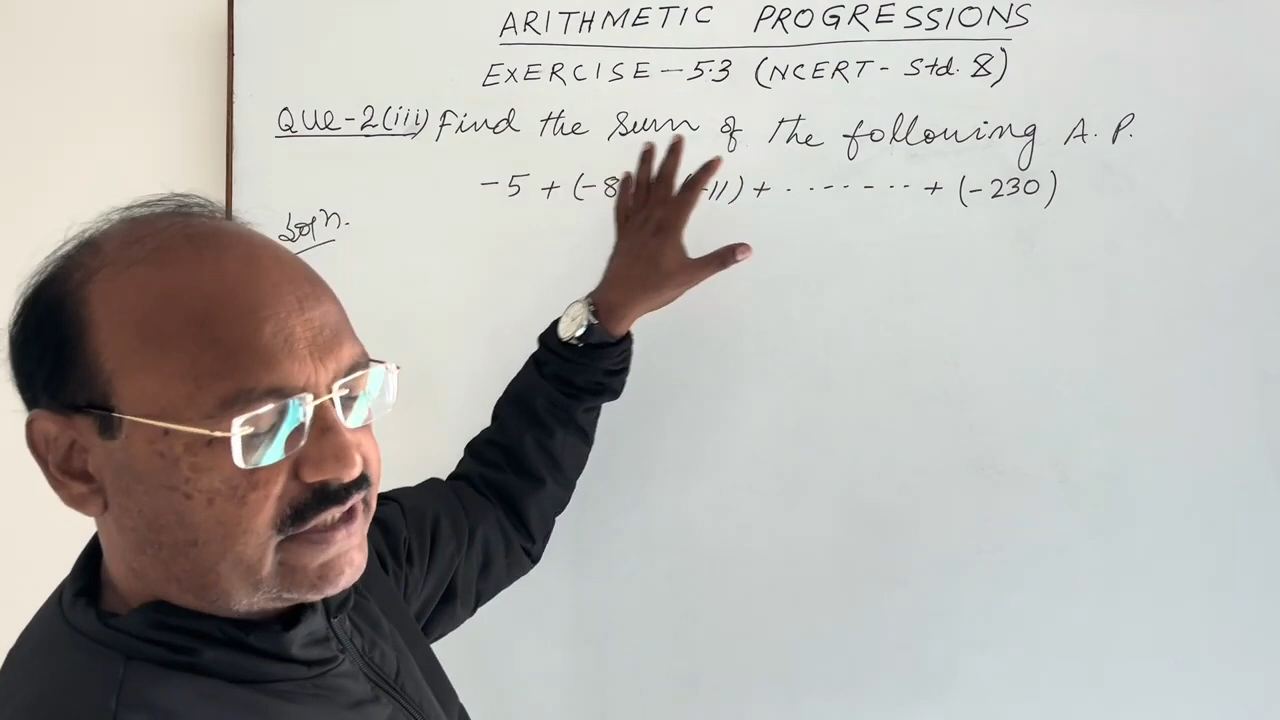 ARITHMETIC PROGRESSIONS
EXERCISE-5.3 (NCERT- Std. 8)
QUE-2(iii) Find the sum of the following A. P.
-5 + (-8 -11) + ....... + (-230)
Solⁿ.